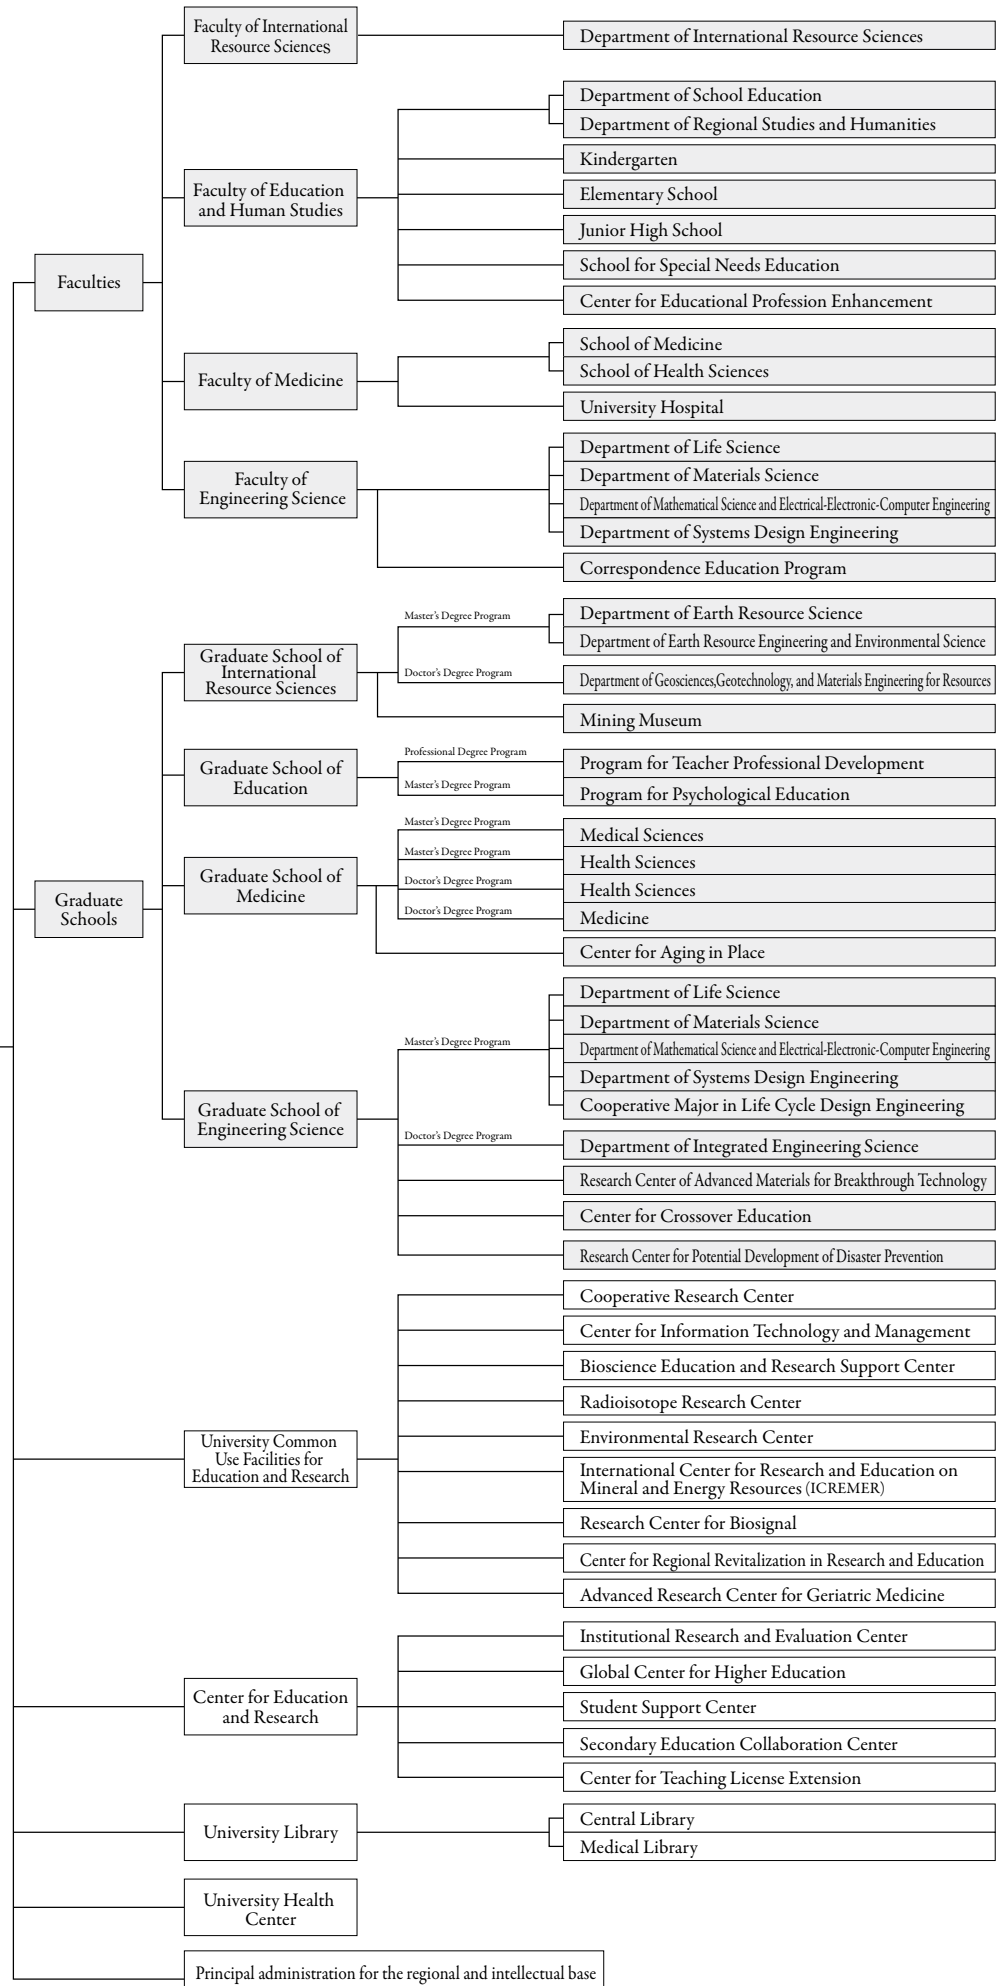 Faculties
Faculty of International
Resource Sciences
Department of International Resource Sciences
Faculty of Education
and Human Studies
Department of School Education
Department of Regional Studies and Humanities
Kindergarten
Elementary School
Junior High School
School for Special Needs Education
Center for Educational Profession Enhancement
Faculty of Medicine
School of Medicine
School of Health Sciences
University Hospital
Faculty of
Engineering Science
Department of Life Science
Department of Materials Science
Department of Mathematical Science and Electrical-Electronic-Computer Engineering
Department of Systems Design Engineering
Correspondence Education Program
Graduate
Schools
Graduate School of
International
Resource Sciences
Master's Degree Program
Department of Earth Resource Science
Department of Earth Resource Engineering and Environmental Science
Doctor's Degree Program
Department of Geosciences,Geotechnology, and Materials Engineering for Resources
Mining Museum
Graduate School of
Education
Professional Degree Program
Program for Teacher Professional Development
Master's Degree Program
Program for Psychological Education
Graduate School of
Medicine
Master's Degree Program
Medical Sciences
Master's Degree Program
Health Sciences
Doctor's Degree Program
Health Sciences
Doctor's Degree Program
Medicine
Center for Aging in Place
Graduate School of
Engineering Science
Master's Degree Program
Department of Life Science
Department of Materials Science
Department of Mathematical Science and Electrical-Electronic-Computer Engineering
Department of Systems Design Engineering
Cooperative Major in Life Cycle Design Engineering
Doctor's Degree Program
Department of Integrated Engineering Science
Research Center of Advanced Materials for Breakthrough Technology
Center for Crossover Education
Research Center for Potential Development of Disaster Prevention
University Common
Use Facilities for
Education and Research
Cooperative Research Center
Center for Information Technology and Management
Bioscience Education and Research Support Center
Radioisotope Research Center
Environmental Research Center
International Center for Research and Education on
Mineral and Energy Resources (ICREMER)
Research Center for Biosignal
Center for Regional Revitalization in Research and Education
Advanced Research Center for Geriatric Medicine
Center for Education
and Research
Institutional Research and Evaluation Center
Global Center for Higher Education
Student Support Center
Secondary Education Collaboration Center
Center for Teaching License Extension
University Library
Central Library
Medical Library
University Health
Center
Principal administration for the regional and intellectual base